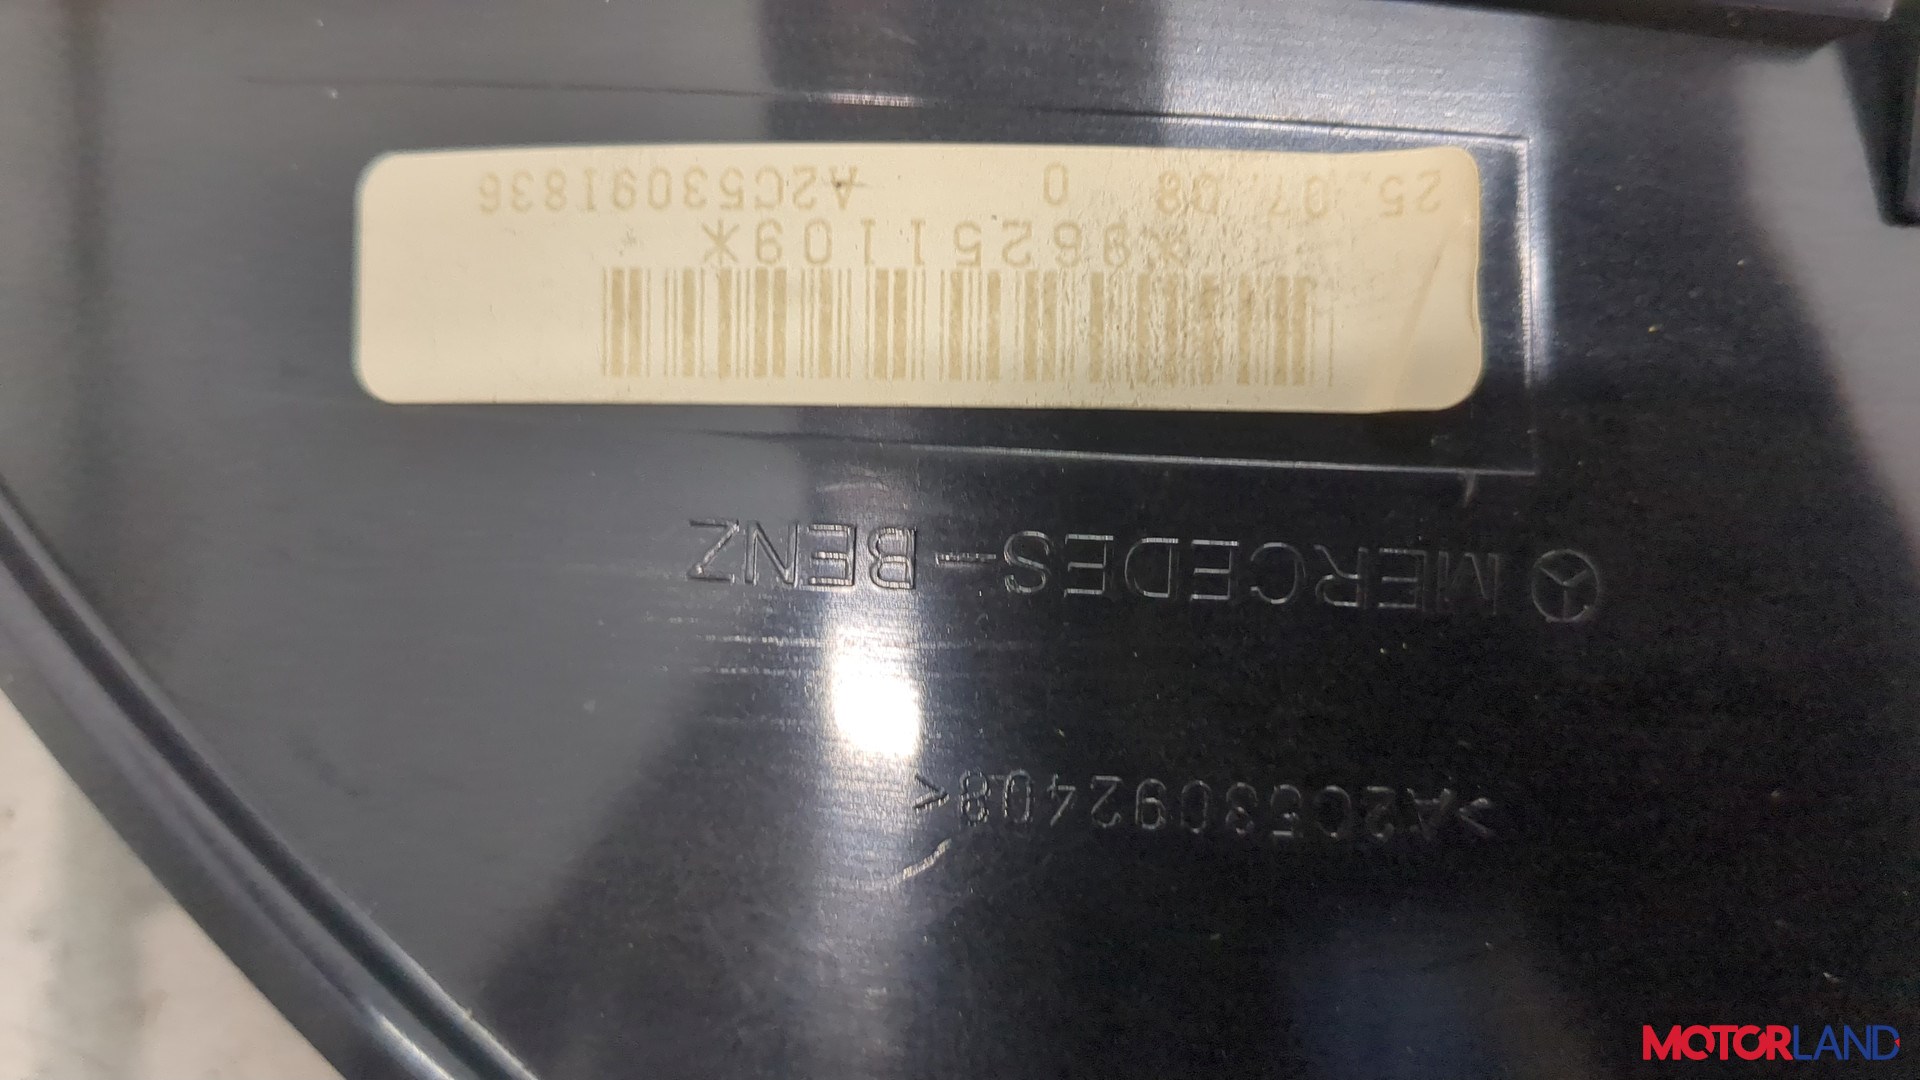 >A2C53092408<
MERCEDES-BENZ
*96251109*
25.07.08 0 A2C53091836
MOTORLAND